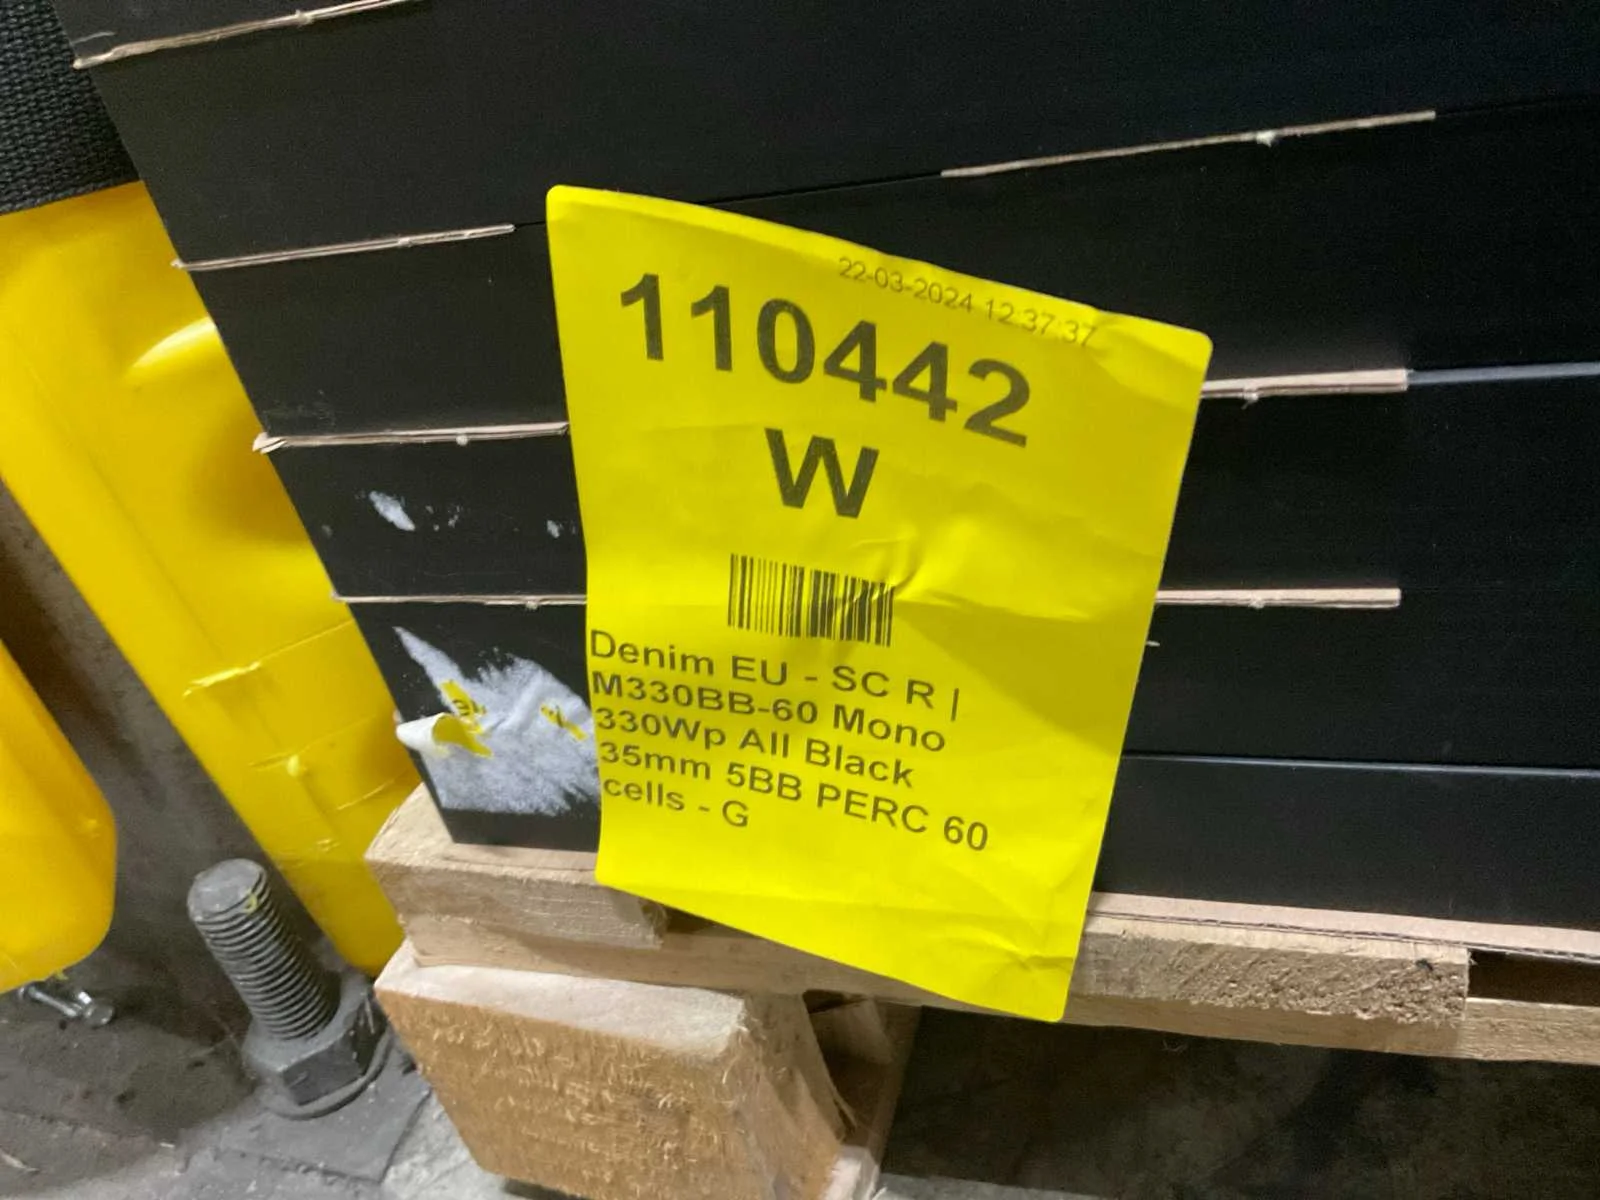 22-03-2024 12:37:37
110442
W
Denim EU - SC R |
M330BB-60 Mono
330Wp All Black
35mm 5BB PERC 60
cells - G